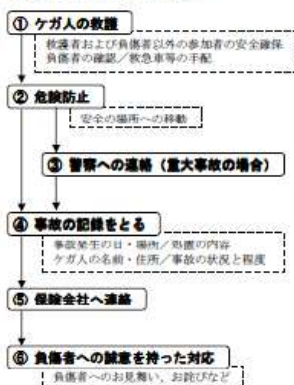 ① ケガ人の救護
救護者および負傷者以外の参加者の安全確保
負傷者の確認／救急車等の手配
② 危険防止
安全の場所への移動
③ 警察への連絡（重大事故の場合）
④ 事故の記録をとる
事故発生の日・場所／処置の内容
ケガ人の名前・住所／事故の状況と程度
⑤ 保険会社へ連絡
⑥ 負傷者への誠意を持った対応
負傷者へのお見舞い、お詫びなど